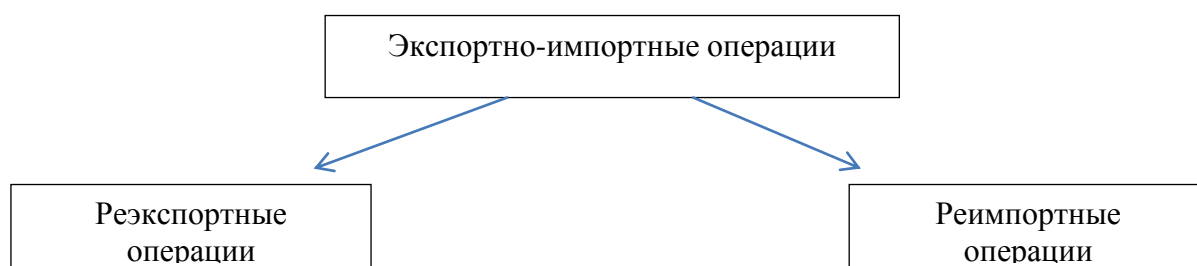 Экспортно-импортные операции
Реэкспортные
операции
Реимпортные
операции